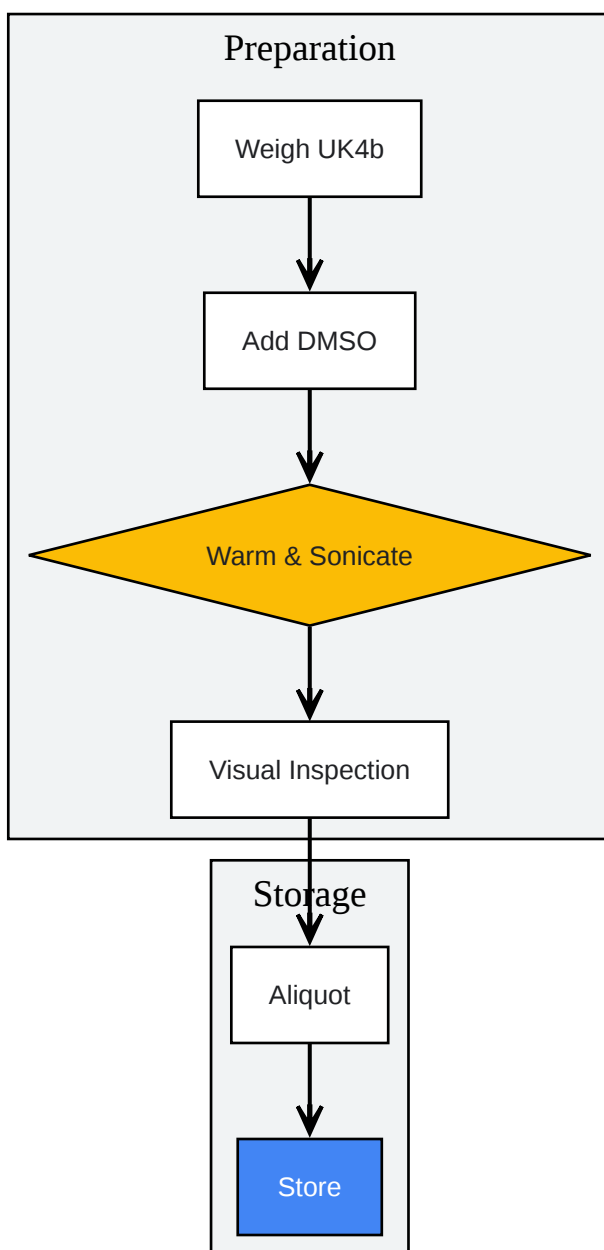 Preparation
Weigh UK4b
Add DMSO
Warm & Sonicate
Visual Inspection
Storage
Aliquot
Store